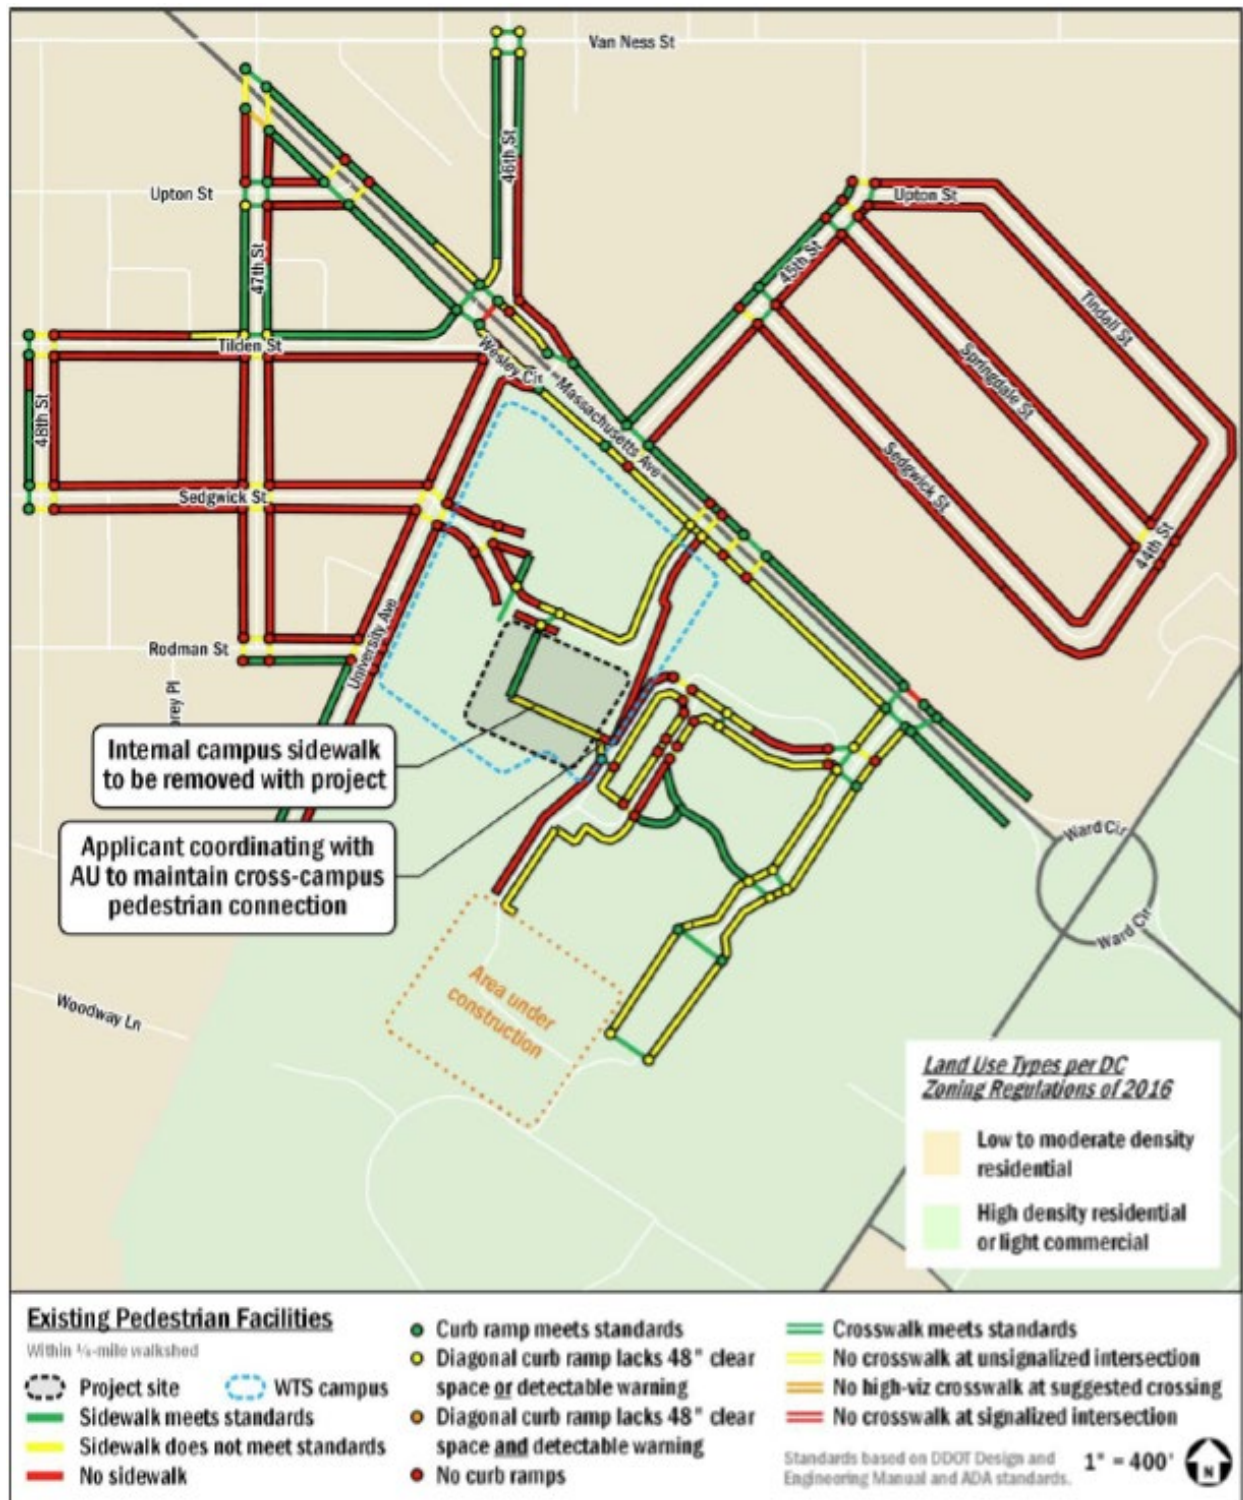 Van Ness St
46th St
Upton St
Upton St
47th St
45th St
Tindall St
Tilden St
Wesley Cir
Massachusetts Ave
Springdale St
48th St
Sedgwick St
Sedgwick St
44th St
University Ave
Rodman St
Pl
Internal campus sidewalk
to be removed with project
Applicant coordinating with
AU to maintain cross-campus
pedestrian connection
Ward Cir
Ward Cir
Area under
construction
Woodway Ln
Land Use Types per DC
Zoning Regulations of 2016
Low to moderate density
residential
High density residential
or light commercial
Existing Pedestrian Facilities
Within ¼-mile walkshed
Project site
WTS campus
Sidewalk meets standards
Sidewalk does not meet standards
No sidewalk
Curb ramp meets standards
Diagonal curb ramp lacks 48" clear
space or detectable warning
Diagonal curb ramp lacks 48" clear
space and detectable warning
No curb ramps
Crosswalk meets standards
No crosswalk at unsignalized intersection
No high-viz crosswalk at suggested crossing
No crosswalk at signalized intersection
Standards based on DDOT Design and
Engineering Manual and ADA standards.
1" = 400'
N